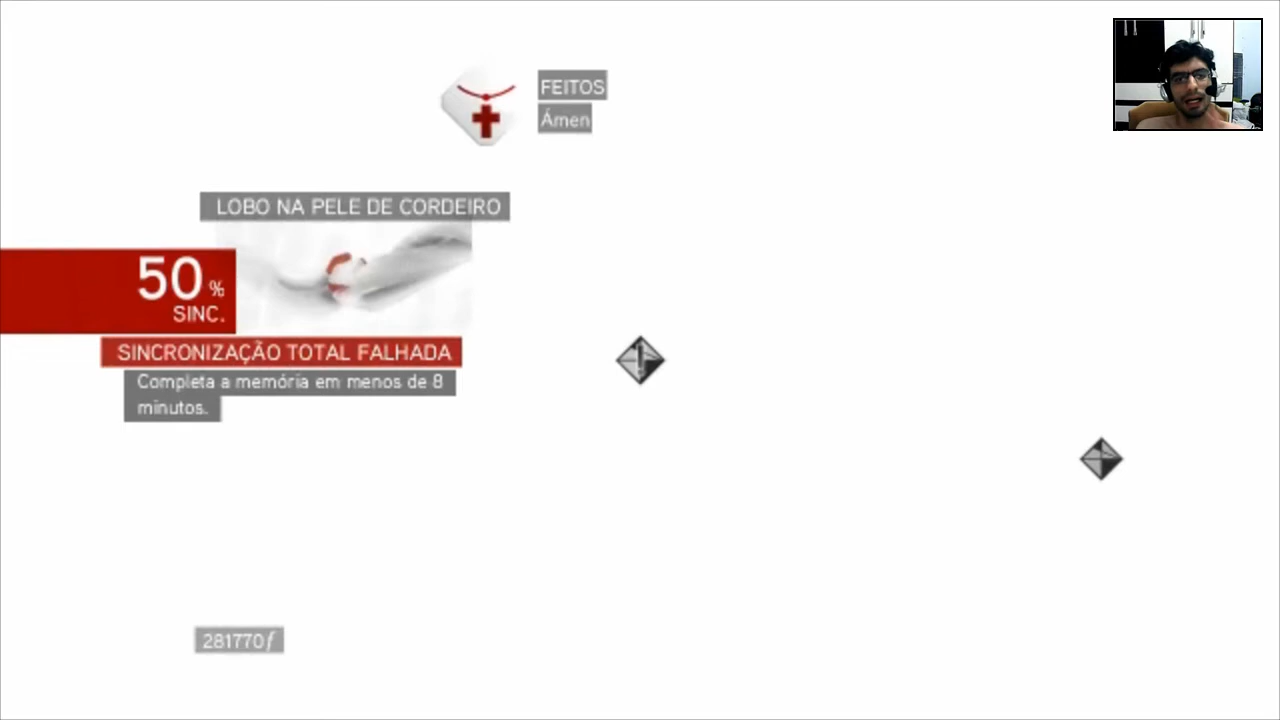 FEITOS
Ámen
LOBO NA PELE DE CORDEIRO
50 %
SINC.
SINCRONIZAÇÃO TOTAL FALHADA
Completa a memória em menos de 8
minutos.
281770 ƒ